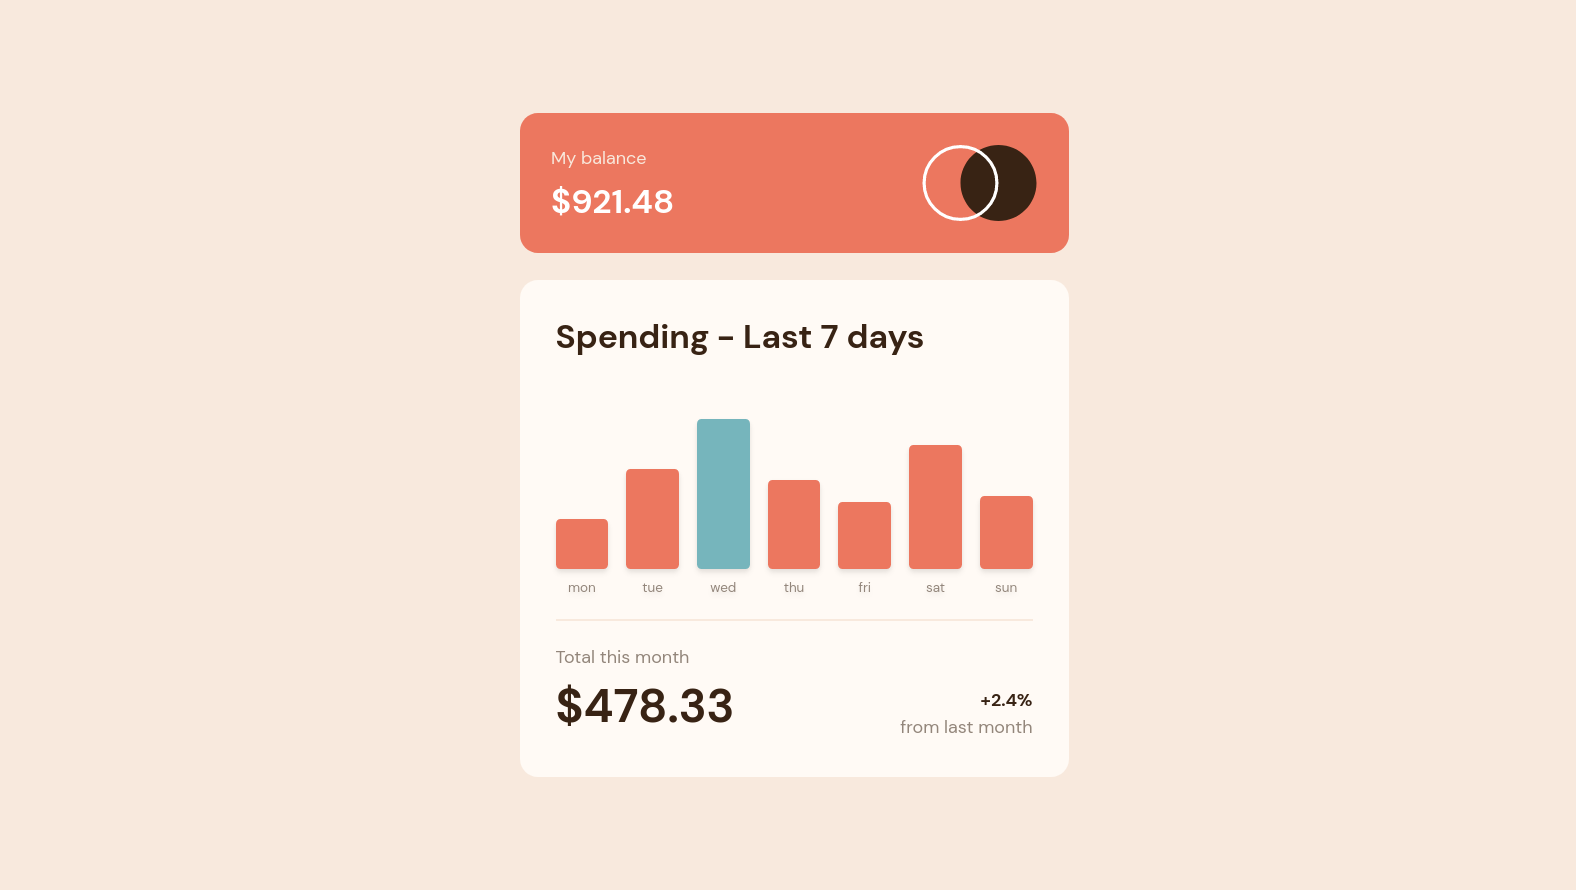 My balance
$921.48
Spending - Last 7 days
mon tue wed thu fri sat sun
Total this month
$478.33
+2.4%
from last month